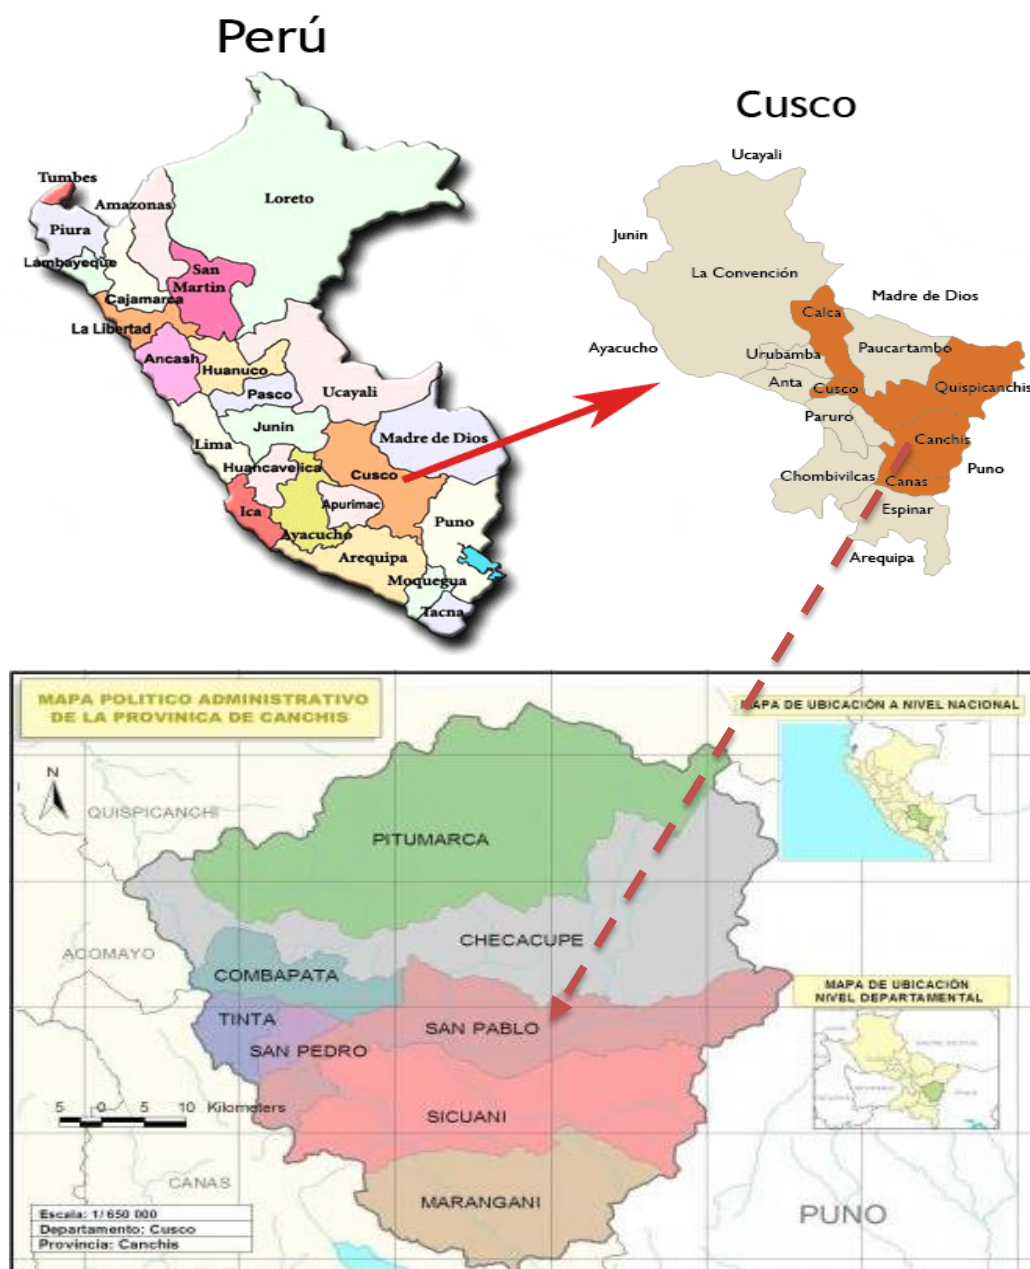 Perú
Cusco
Tumbes
Piura
Amazonas
Loreto
Lambayeque
San
Martin
Cajamarca
La Libertad
Ancash
Huanuco
Pasco
Ucayali
Junin
Lima
Madre de Dios
Huancavelica
Cusco
Ica
Apurimac
Ayacucho
Puno
Arequipa
Moquegua
Tacna
Ucayali
Junin
La Convención
Madre de Dios
Calca
Ayacucho
Urubamba
Paucartambo
Anta
Cusco
Quispicanchis
Paruro
Canchis
Chombivilcas
Canas
Puno
Espinar
Arequipa
MAPA POLITICO ADMINISTRATIVO
DE LA PROVINICA DE CANCHIS
MAPA DE UBICACIÓN A NIVEL NACIONAL
N
QUISPICANCHI
PITUMARCA
CHECACUPE
ACOMAYO
COMBAPATA
MAPA DE UBICACIÓN
NIVEL DEPARTAMENTAL
TINTA
SAN PABLO
SAN PEDRO
5 0 5 10 Kilometers
SICUANI
CANAS
MARANGANI
PUNO
Escala: 1/ 650 000
Departamento: Cusco
Provincia: Canchis